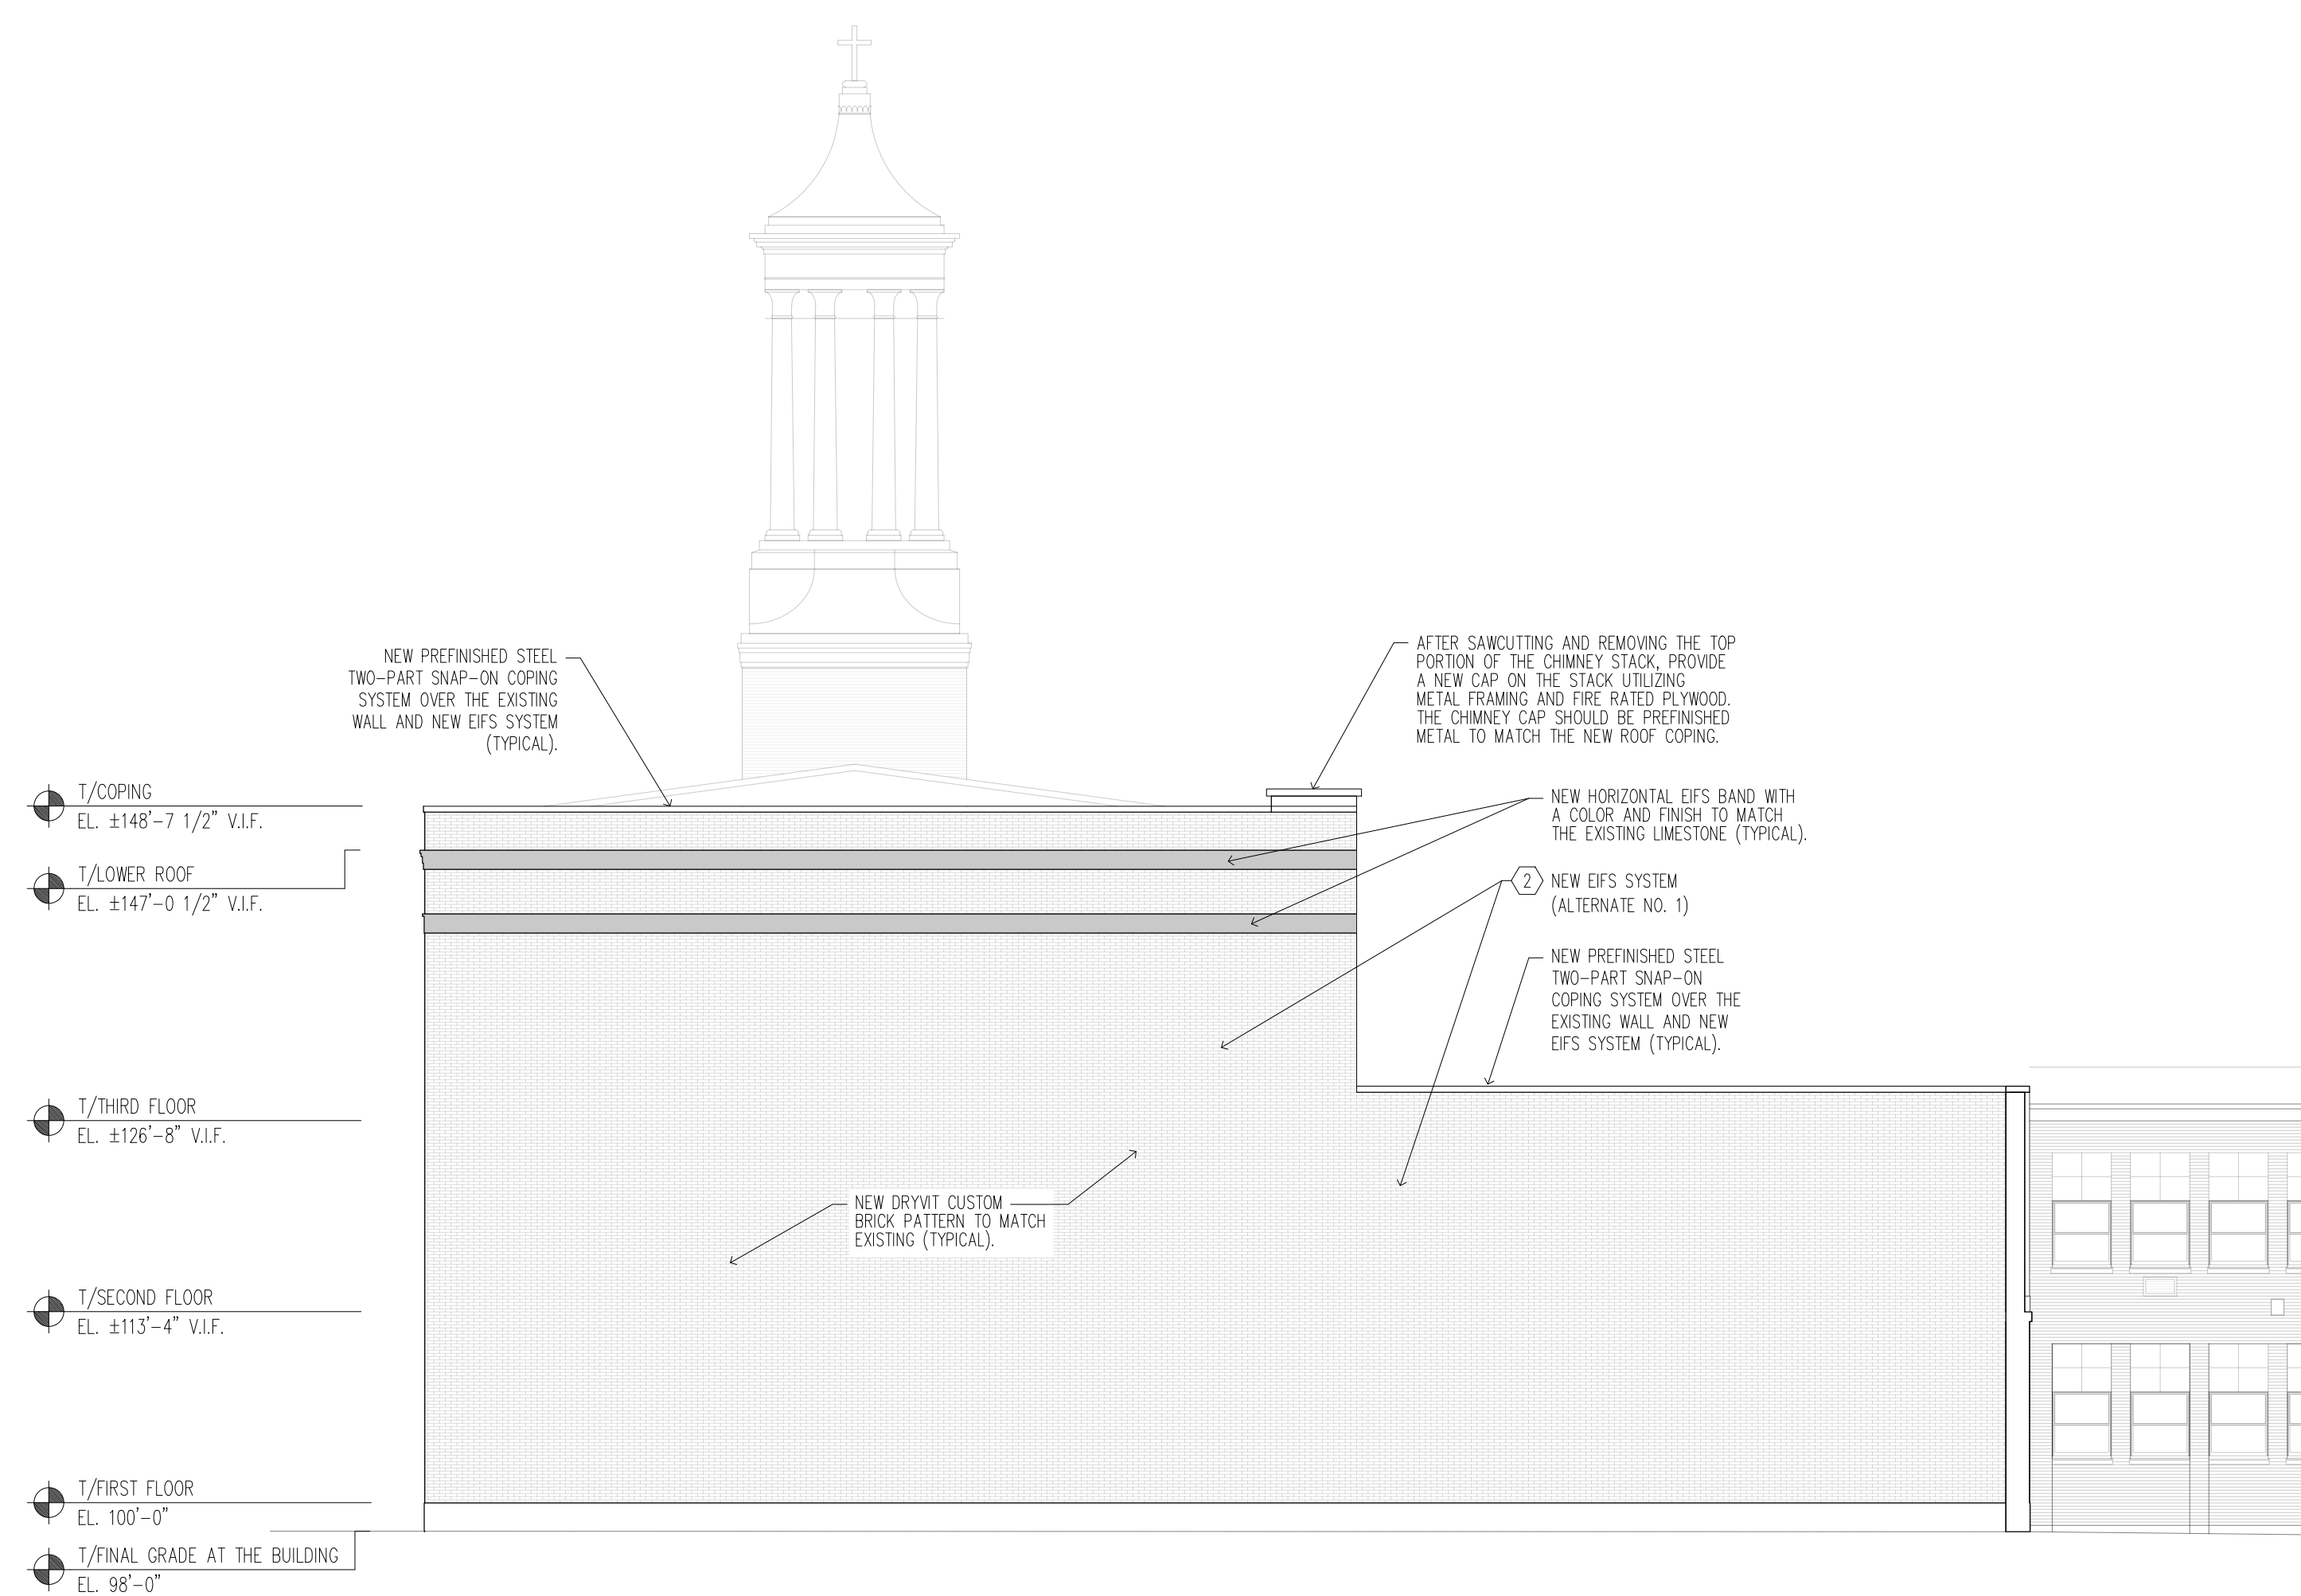 NEW PREFINISHED STEEL
TWO-PART SNAP-ON COPING
SYSTEM OVER THE EXISTING
WALL AND NEW EIFS SYSTEM
(TYPICAL).
AFTER SAWCUTTING AND REMOVING THE TOP
PORTION OF THE CHIMNEY STACK, PROVIDE
A NEW CAP ON THE STACK UTILIZING
METAL FRAMING AND FIRE RATED PLYWOOD.
THE CHIMNEY CAP SHOULD BE PREFINISHED
METAL TO MATCH THE NEW ROOF COPING.
T/COPING
EL. ±148'-7 1/2" V.I.F.
NEW HORIZONTAL EIFS BAND WITH
A COLOR AND FINISH TO MATCH
THE EXISTING LIMESTONE (TYPICAL).
T/LOWER ROOF
EL. ±147'-0 1/2" V.I.F.
2 NEW EIFS SYSTEM
(ALTERNATE NO. 1)
NEW PREFINISHED STEEL
TWO-PART SNAP-ON
COPING SYSTEM OVER THE
EXISTING WALL AND NEW
EIFS SYSTEM (TYPICAL).
T/THIRD FLOOR
EL. ±126'-8" V.I.F.
NEW DRYVIT CUSTOM
BRICK PATTERN TO MATCH
EXISTING (TYPICAL).
T/SECOND FLOOR
EL. ±113'-4" V.I.F.
T/FIRST FLOOR
EL. 100'-0"
T/FINAL GRADE AT THE BUILDING
EL. 98'-0"